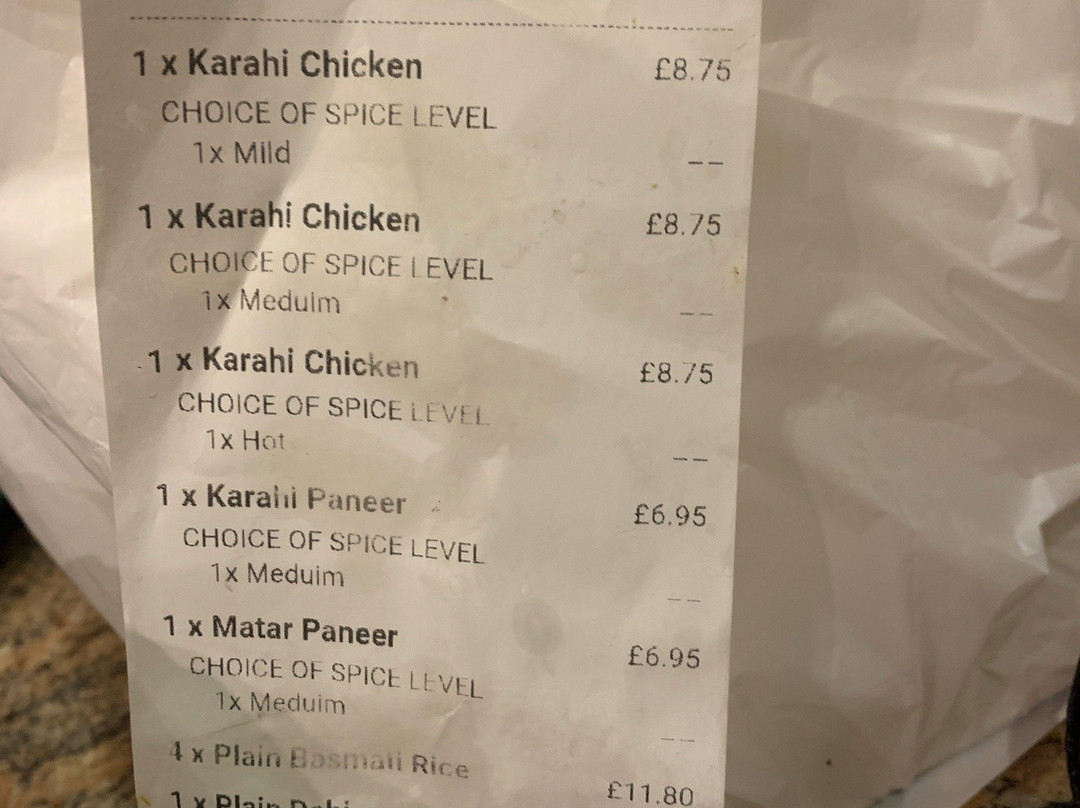 1 x Karahi Chicken £8.75
CHOICE OF SPICE LEVEL
1x Mild --
1 x Karahi Chicken £8.75
CHOICE OF SPICE LEVEL
1x Meduim --
1 x Karahi Chicken £8.75
CHOICE OF SPICE LEVEL
1x Hot --
1 x Karahi Paneer £6.95
CHOICE OF SPICE LEVEL
1x Meduim --
1 x Matar Paneer £6.95
CHOICE OF SPICE LEVEL
1x Meduim --
4 x Plain Basmati Rice £11.80
1 x Plain Dahi